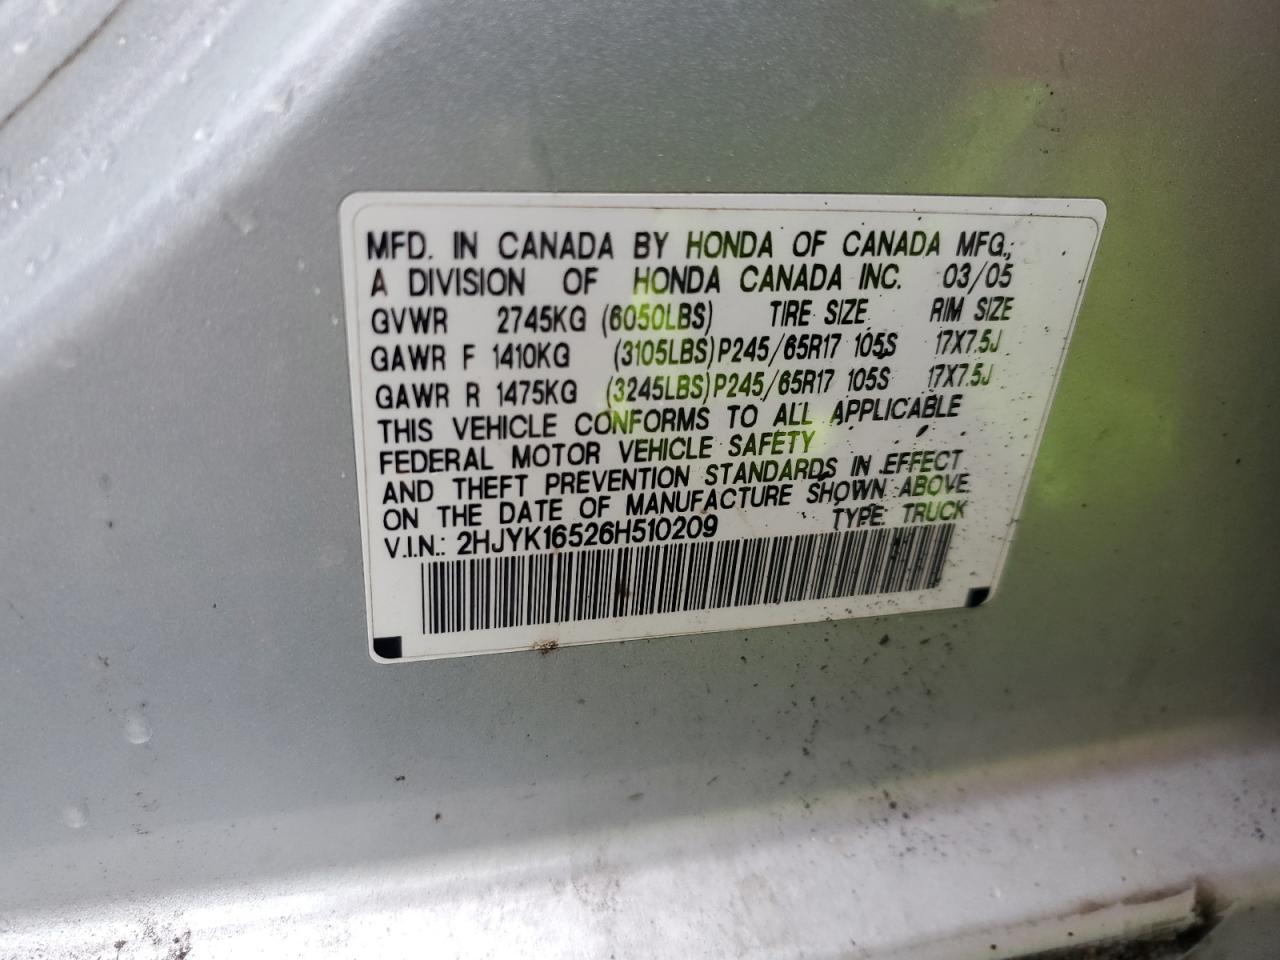 MFD. IN CANADA BY HONDA OF CANADA MFG.,
A DIVISION OF HONDA CANADA INC. 03/05
GVWR 2745KG (6050LBS) TIRE SIZE RIM SIZE
GAWR F 1410KG (3105LBS) P245/65R17 105S 17X7.5J
GAWR R 1475KG (3245LBS) P245/65R17 105S 17X7.5J
THIS VEHICLE CONFORMS TO ALL APPLICABLE
FEDERAL MOTOR VEHICLE SAFETY
AND THEFT PREVENTION STANDARDS IN EFFECT
ON THE DATE OF MANUFACTURE SHOWN ABOVE.
V.I.N.: 2HJYK16526H510209 TYPE: TRUCK